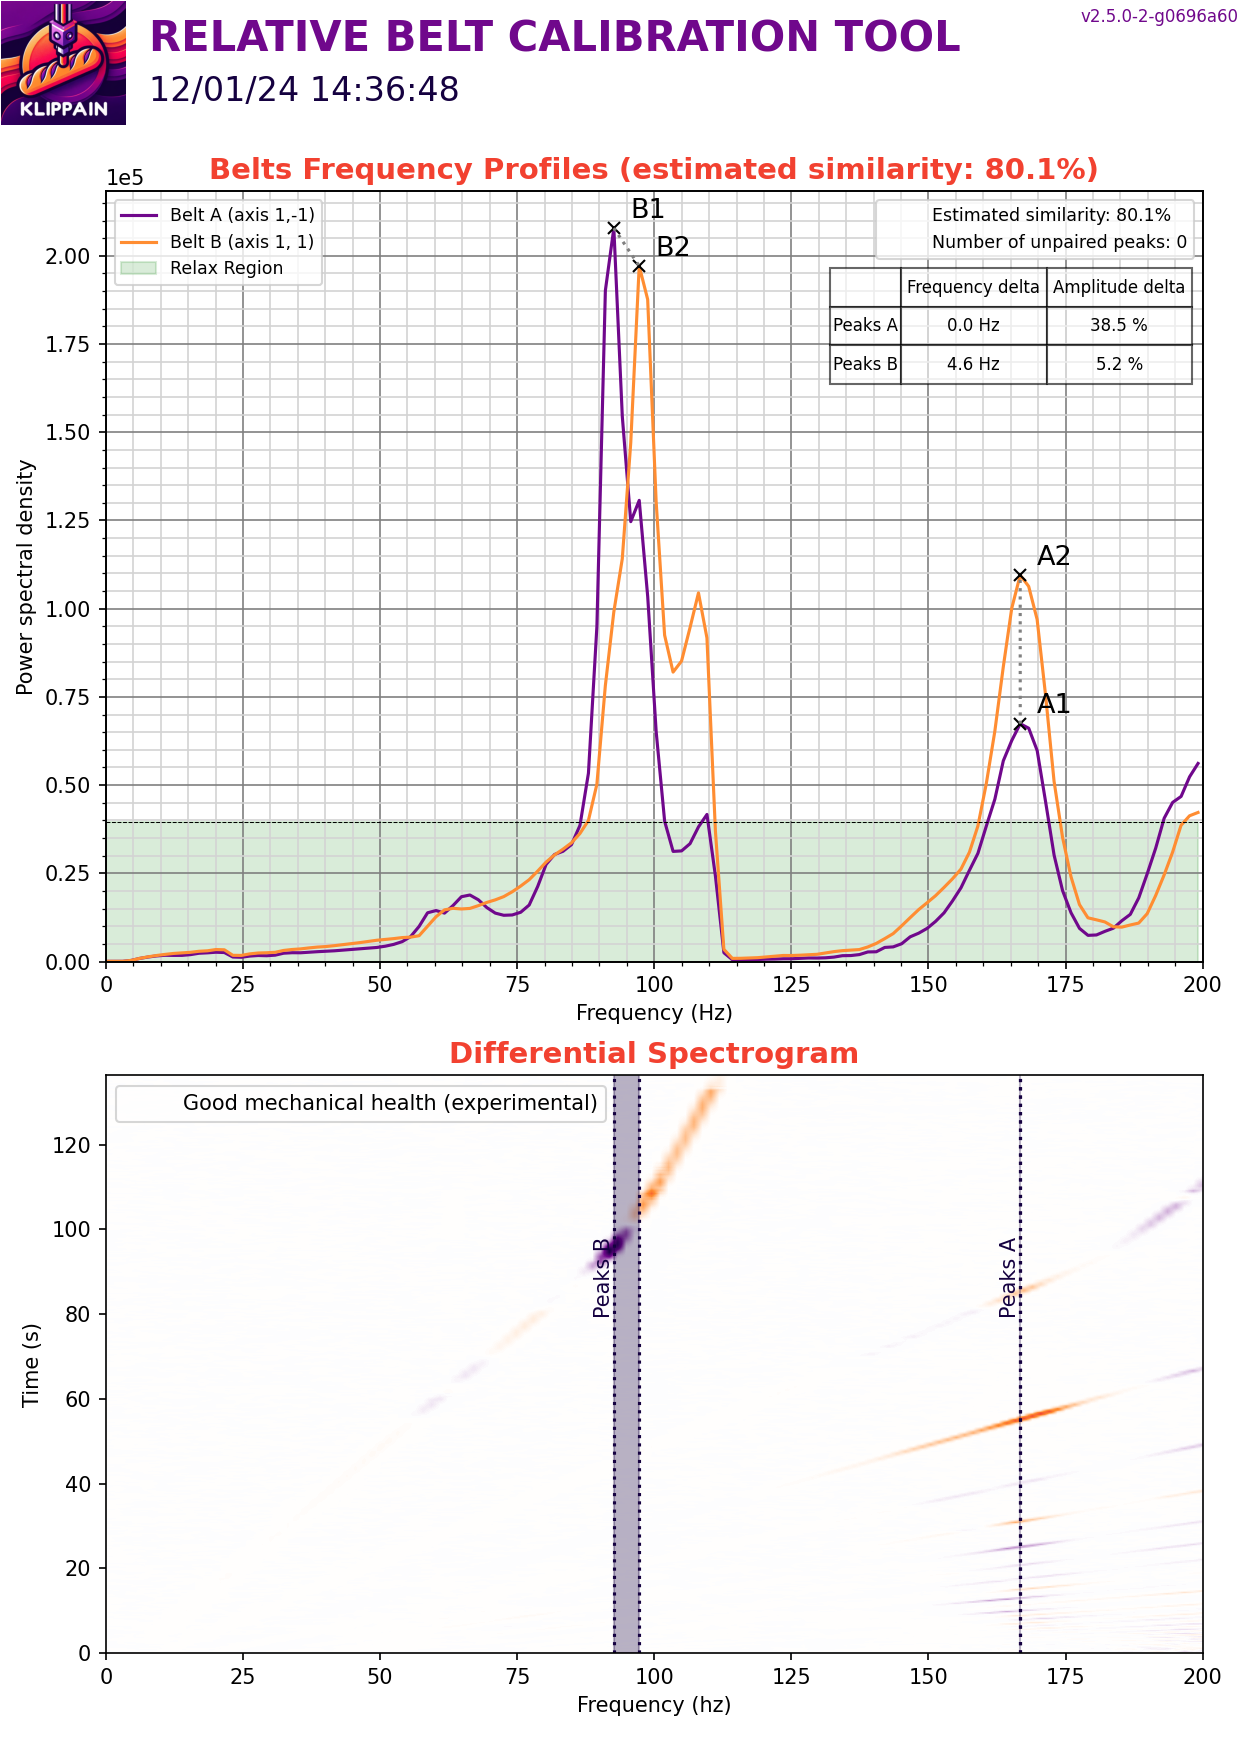 v2.5.0-2-g0696a60
RELATIVE BELT CALIBRATION TOOL
12/01/24 14:36:48
KLIPPAIN
Belts Frequency Profiles (estimated similarity: 80.1%)
1e5
Belt A (axis 1,-1)
Belt B (axis 1, 1)
Relax Region
B1
B2
Estimated similarity: 80.1%
Number of unpaired peaks: 0
Frequency delta Amplitude delta
Peaks A 0.0 Hz 38.5 %
Peaks B 4.6 Hz 5.2 %
A2
A1
Power spectral density
2.00
1.75
1.50
1.25
1.00
0.75
0.50
0.25
0.00
0 25 50 75 100 125 150 175 200
Frequency (Hz)
Differential Spectrogram
Good mechanical health (experimental)
Peaks B
Peaks A
Time (s)
120
100
80
60
40
20
0
0 25 50 75 100 125 150 175 200
Frequency (hz)